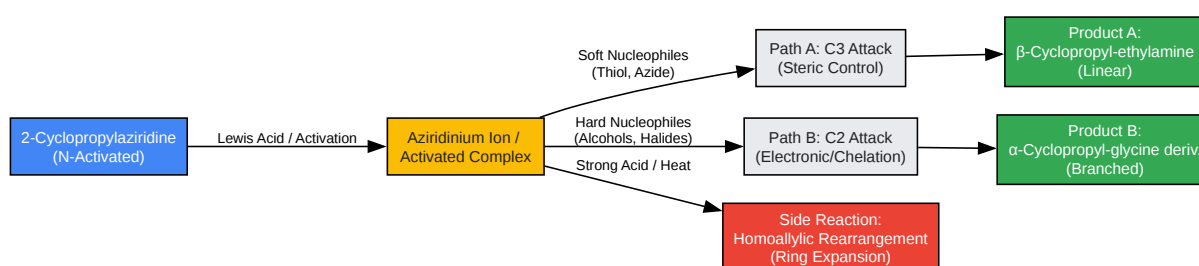 2-Cyclopropylaziridine
(N-Activated)
Lewis Acid / Activation
Aziridinium Ion /
Activated Complex
Soft Nucleophiles
(Thiol, Azide)
Hard Nucleophiles
(Alcohols, Halides)
Strong Acid / Heat
Path A: C3 Attack
(Steric Control)
Path B: C2 Attack
(Electronic/Chelation)
Side Reaction:
Homoallylic Rearrangement
(Ring Expansion)
Product A:
β-Cyclopropyl-ethylamine
(Linear)
Product B:
α-Cyclopropyl-glycine deriv.
(Branched)